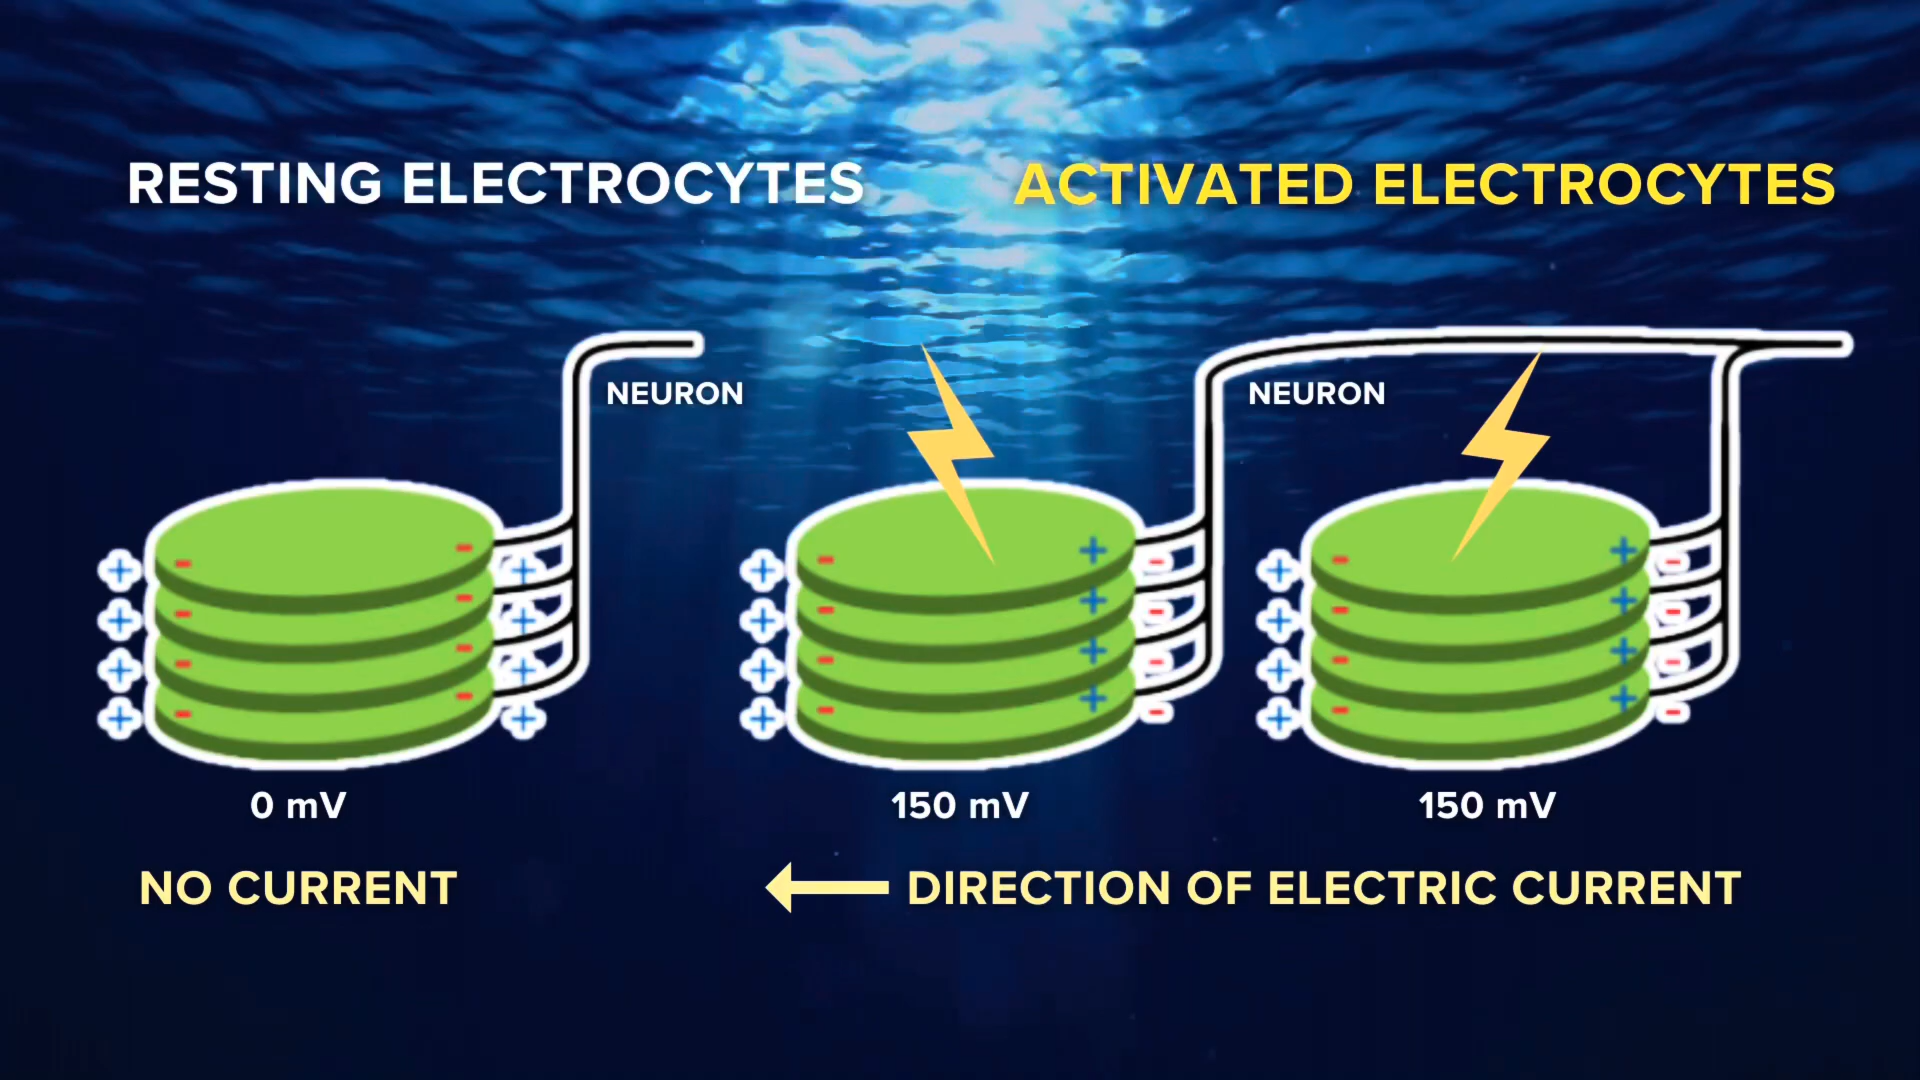 RESTING ELECTROCYTES
ACTIVATED ELECTROCYTES
NEURON
NEURON
0 mV
150 mV
150 mV
NO CURRENT
DIRECTION OF ELECTRIC CURRENT